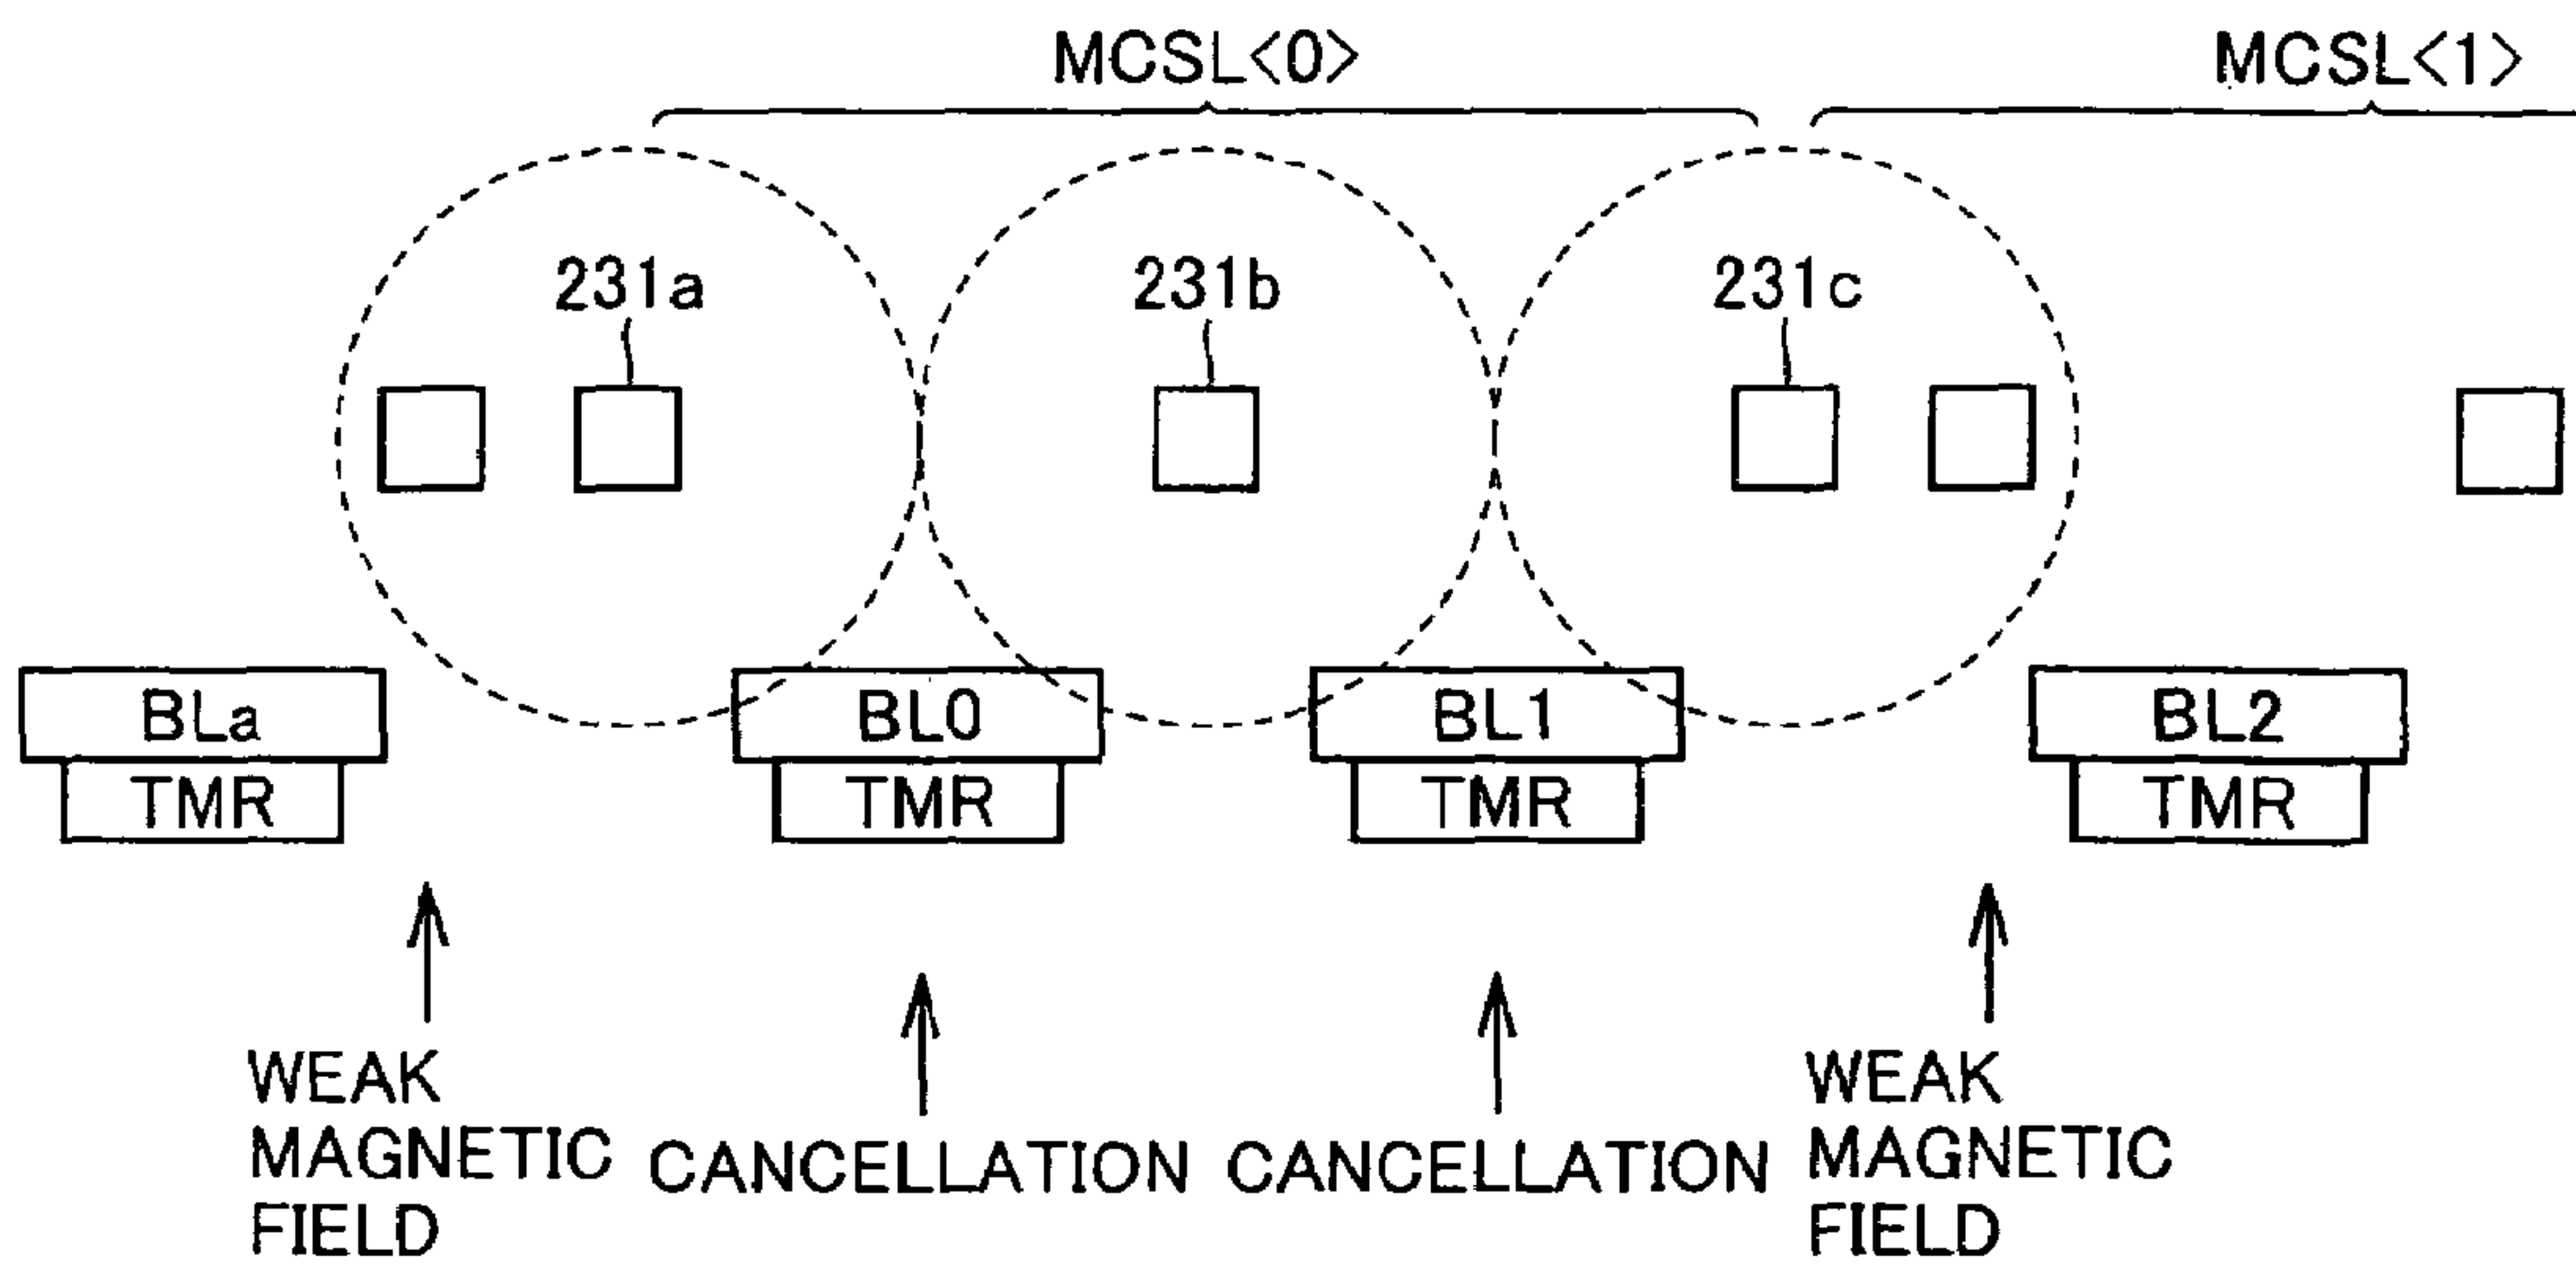 MCSL<0> MCSL<1>
231a 231b 231c
BLa BL0 BL1 BL2
TMR TMR TMR TMR
WEAK
MAGNETIC
FIELD
CANCELLATION
CANCELLATION
WEAK
MAGNETIC
FIELD